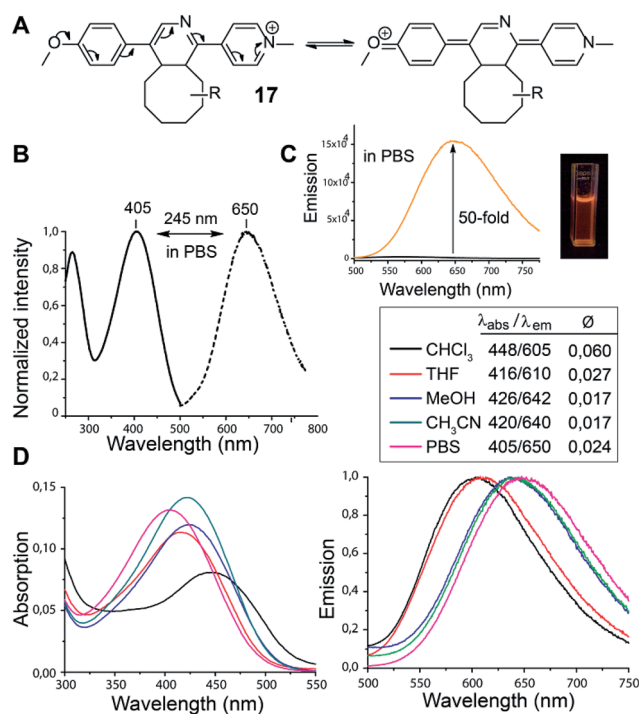 A
O
N
N
⊕
R
17
O
⊕
N
N
R
B
405
245 nm
in PBS
650
Normalized intensity
1,0
0,8
0,6
0,4
0,2
0
300
400
500
600
700
800
Wavelength (nm)
C
in PBS
50-fold
Emission
15x10⁴
10x10⁴
5x10⁴
0
500
550
600
650
700
750
Wavelength (nm)
λabs/λem Ø
CHCl₃ 448/605 0,060
THF 416/610 0,027
MeOH 426/642 0,017
CH₃CN 420/640 0,017
PBS 405/650 0,024
D
Absorption
0,15
0,10
0,05
0,00
300
350
400
450
500
550
Wavelength (nm)
Emission
1,0
0,8
0,6
0,4
0,2
1,0
500
550
600
650
700
750
Wavelength (nm)